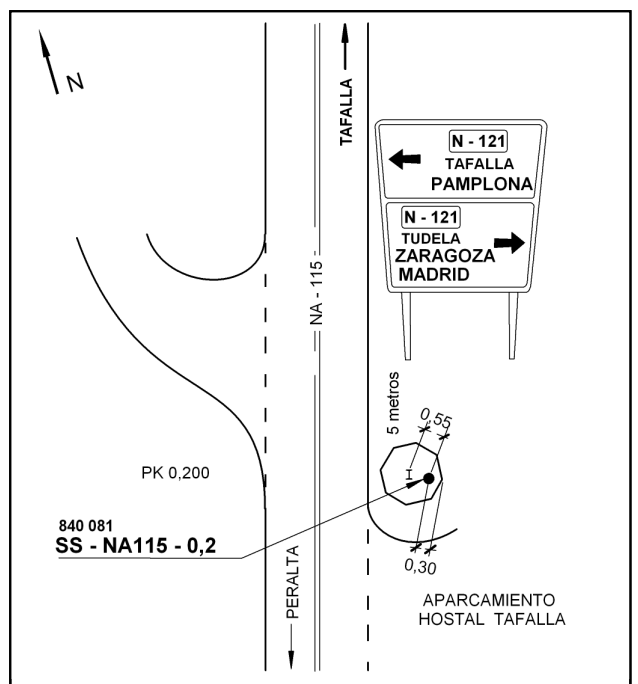 N
TAFALLA
N - 121
TAFALLA
PAMPLONA
N - 121
TUDELA
ZARAGOZA
MADRID
NA - 115
5 metros
0,55
I
PK 0,200
840 081
SS - NA115 - 0,2
0,30
PERALTA
APARCAMIENTO
HOSTAL TAFALLA